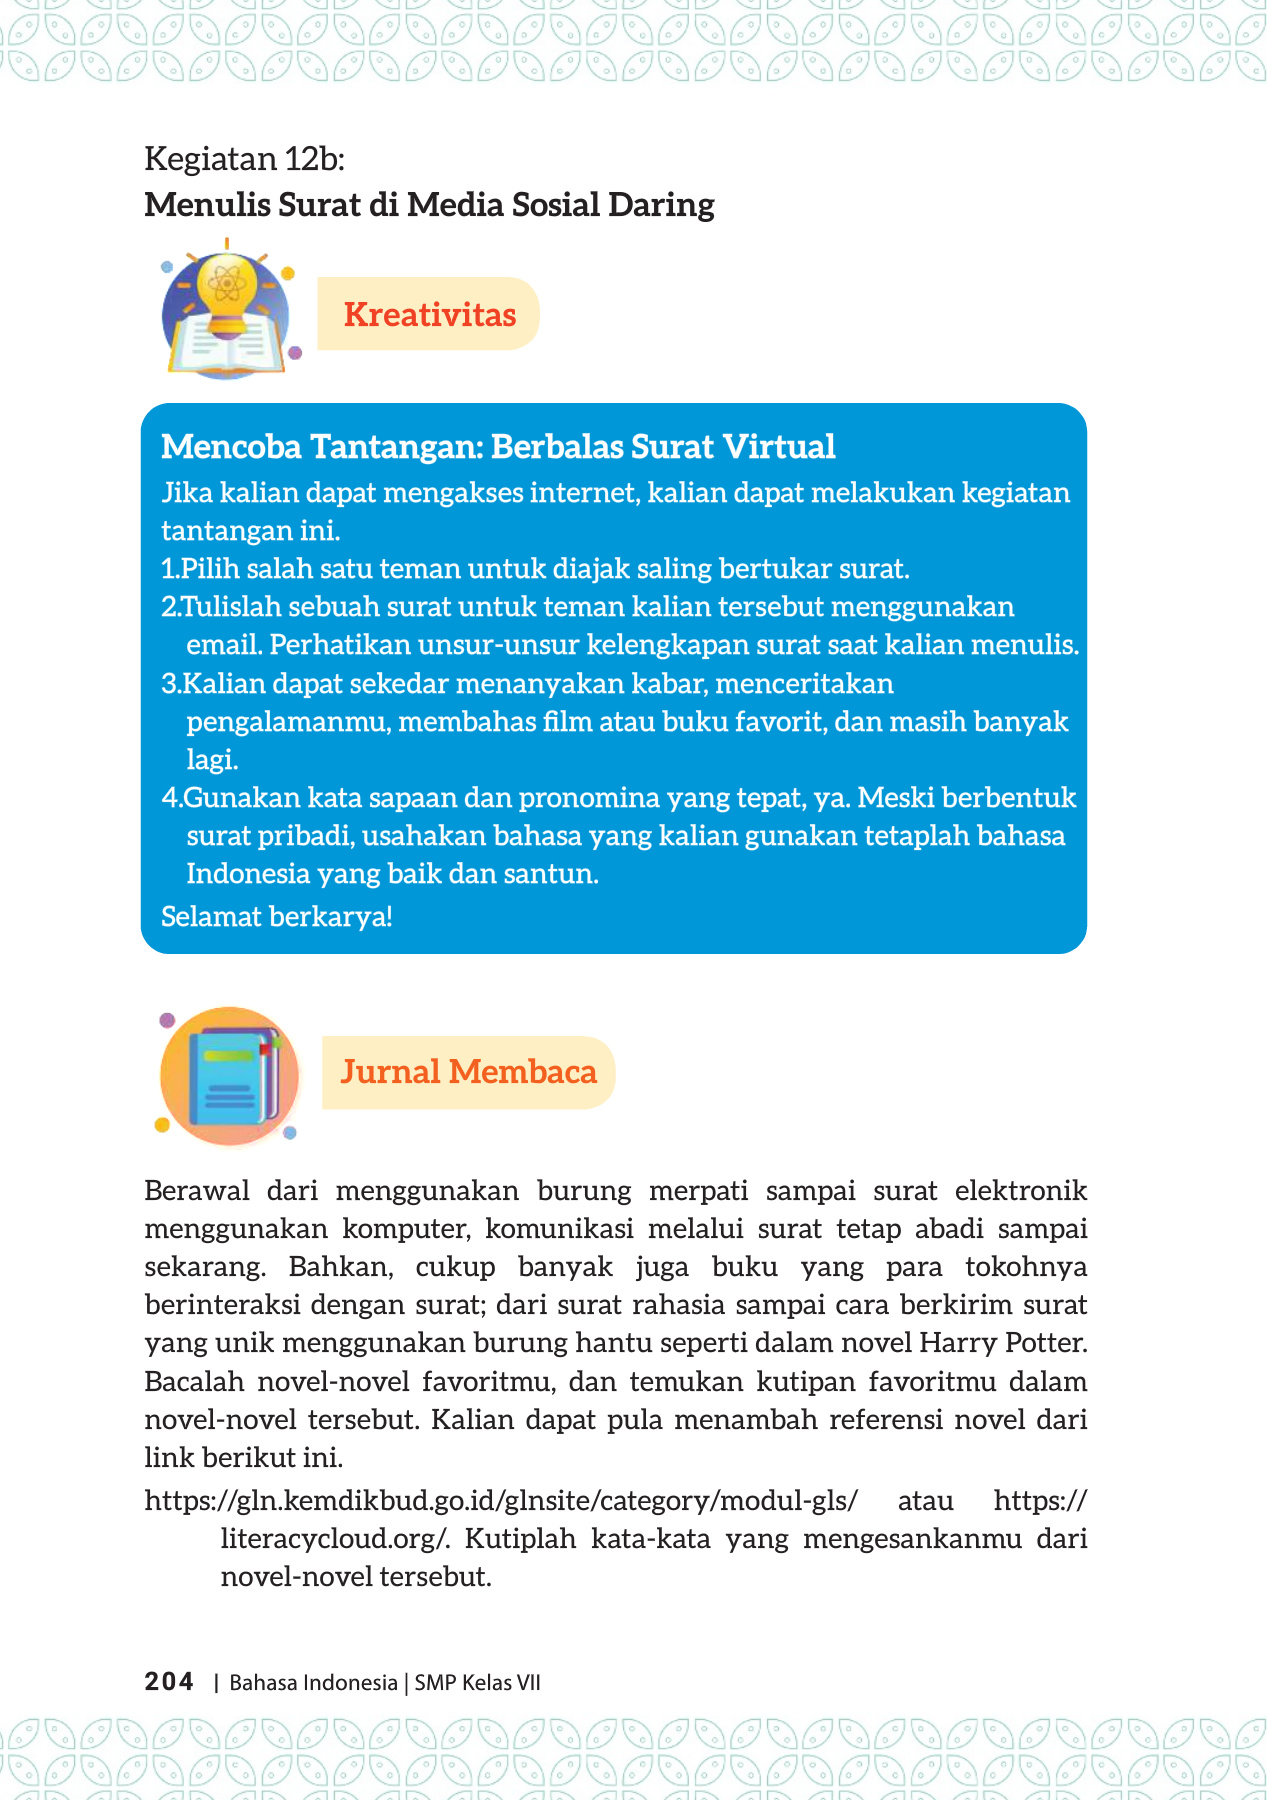 Kegiatan 12b:
Menulis Surat di Media Sosial Daring
Kreativitas
Mencoba Tantangan: Berbalas Surat Virtual
Jika kalian dapat mengakses internet, kalian dapat melakukan kegiatan
tantangan ini.
1.Pilih salah satu teman untuk diajak saling bertukar surat.
2.Tulislah sebuah surat untuk teman kalian tersebut menggunakan
email. Perhatikan unsur-unsur kelengkapan surat saat kalian menulis.
3.Kalian dapat sekedar menanyakan kabar, menceritakan
pengalamanmu, membahas film atau buku favorit, dan masih banyak
lagi.
4.Gunakan kata sapaan dan pronomina yang tepat, ya. Meski berbentuk
surat pribadi, usahakan bahasa yang kalian gunakan tetaplah bahasa
Indonesia yang baik dan santun.
Selamat berkarya!
Jurnal Membaca
Berawal dari menggunakan burung merpati sampai surat elektronik
menggunakan komputer, komunikasi melalui surat tetap abadi sampai
sekarang. Bahkan, cukup banyak juga buku yang para tokohnya
berinteraksi dengan surat; dari surat rahasia sampai cara berkirim surat
yang unik menggunakan burung hantu seperti dalam novel Harry Potter.
Bacalah novel-novel favoritmu, dan temukan kutipan favoritmu dalam
novel-novel tersebut. Kalian dapat pula menambah referensi novel dari
link berikut ini.
https://gln.kemdikbud.go.id/glnsite/category/modul-gls/ atau https://
literacycloud.org/. Kutiplah kata-kata yang mengesankanmu dari
novel-novel tersebut.
204 | Bahasa Indonesia | SMP Kelas VII